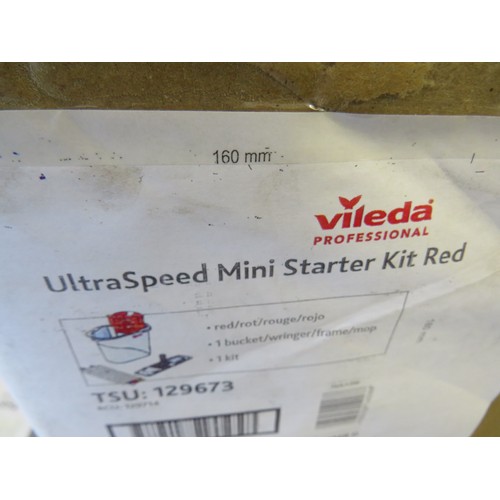 160 mm
vileda
PROFESSIONAL
UltraSpeed Mini Starter Kit Red
• red/rot/rouge/rojo
• 1 bucket/wringer/frame/mop
• 1 kit
TSU: 129673